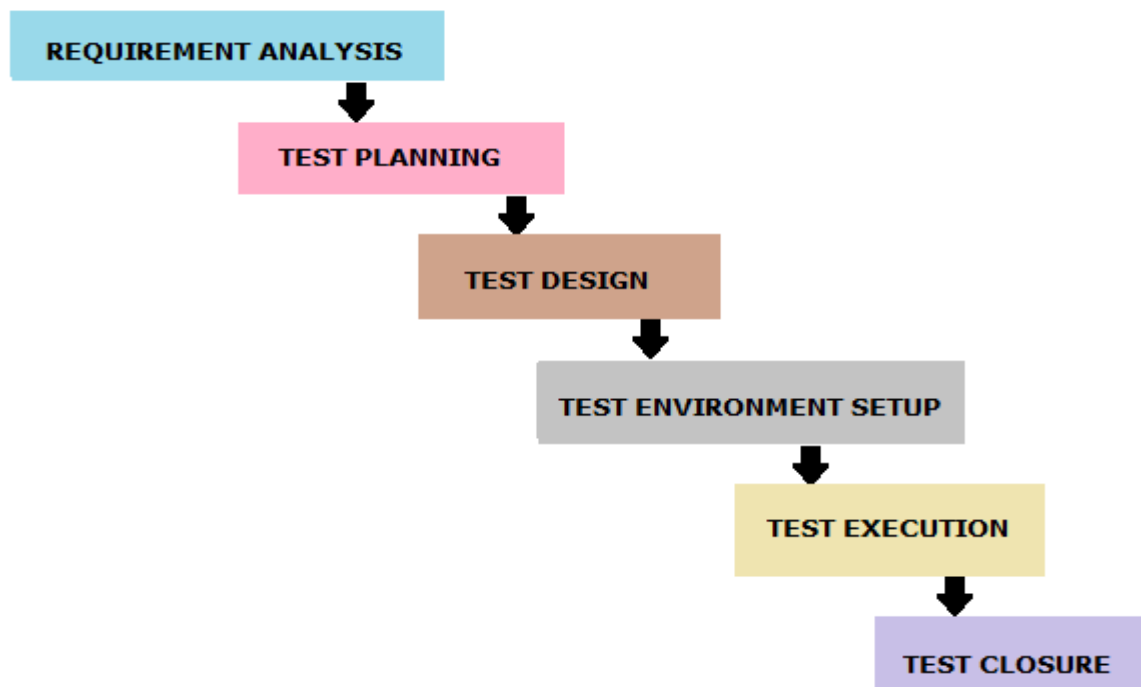 REQUIREMENT ANALYSIS
TEST PLANNING
TEST DESIGN
TEST ENVIRONMENT SETUP
TEST EXECUTION
TEST CLOSURE